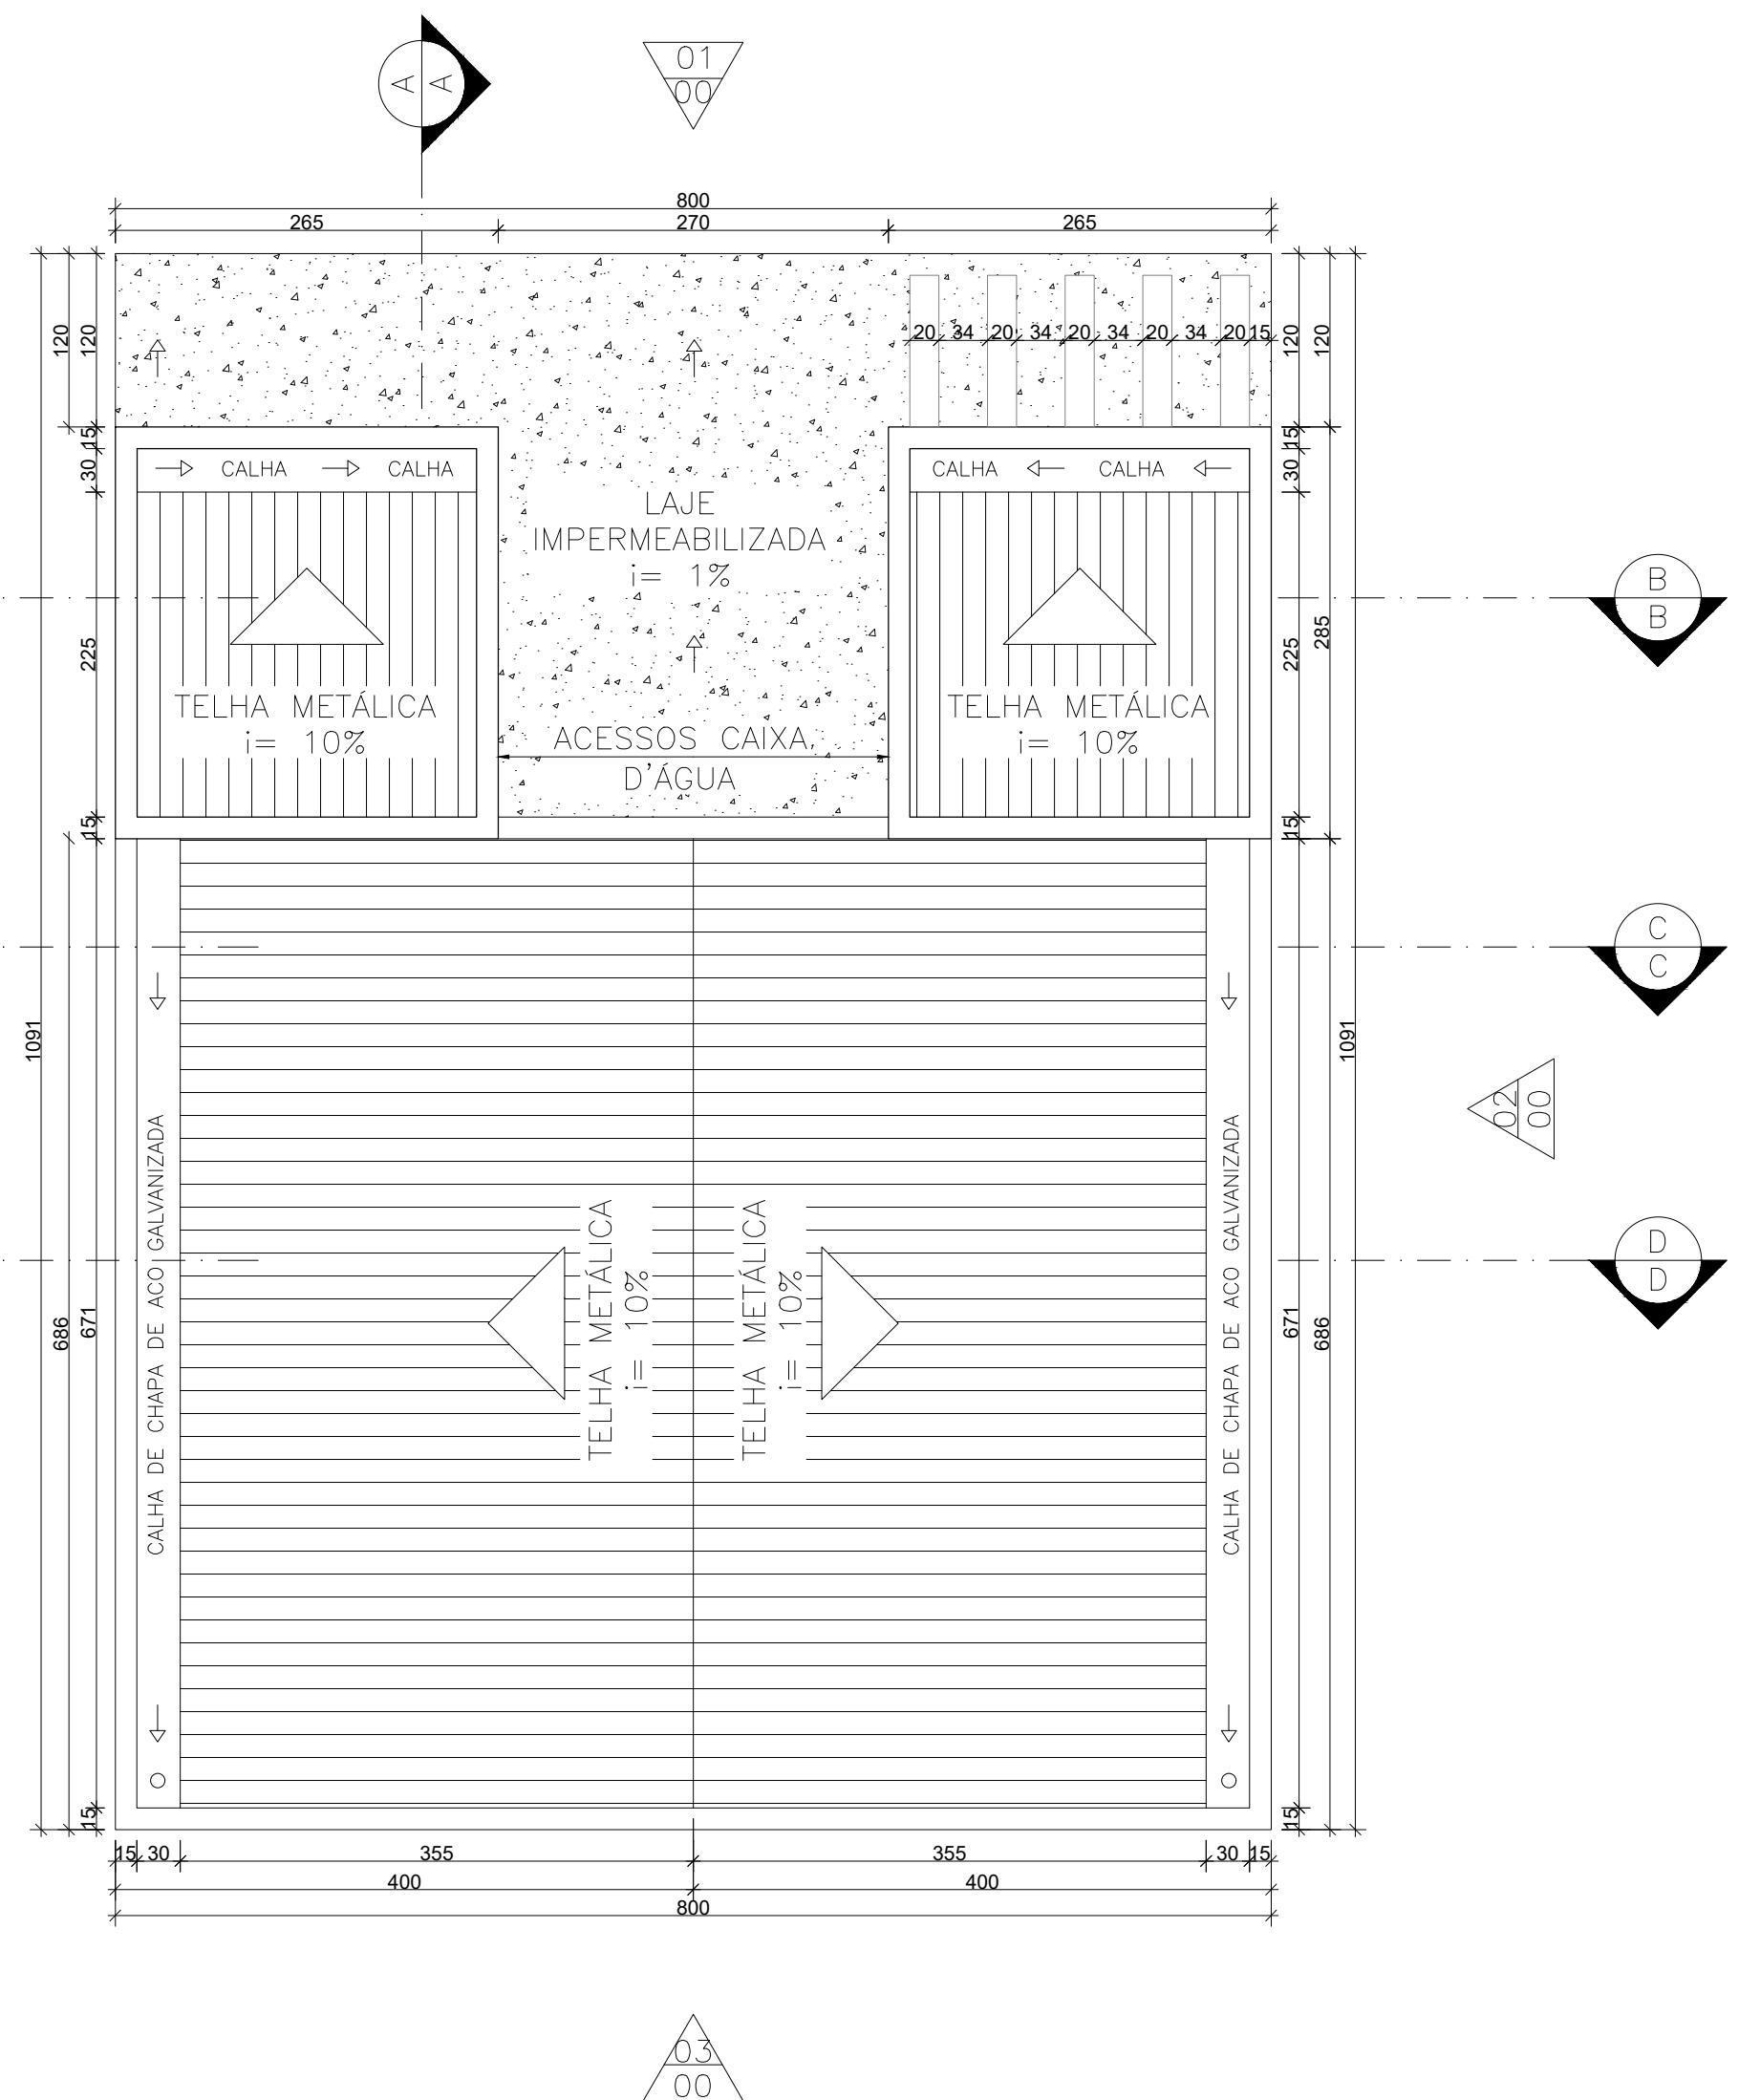 A
A
01
00
800
265
270
265
20 34 20 34 20 34 20 34 20 15
120
120
15
30
225
15
1091
686
671
15
120
120
15
30
225
285
15
1091
671
686
15
CALHA CALHA
CALHA CALHA
LAJE
IMPERMEABILIZADA
i= 1%
TELHA METÁLICA
i= 10%
TELHA METÁLICA
i= 10%
ACESSOS CAIXA
D'ÁGUA
B
B
C
C
02
00
D
D
CALHA DE CHAPA DE ACO GALVANIZADA
TELHA METÁLICA
i= 10%
TELHA METÁLICA
i= 10%
CALHA DE CHAPA DE ACO GALVANIZADA
15 30 355 355 30 15
400 400
800
03
00